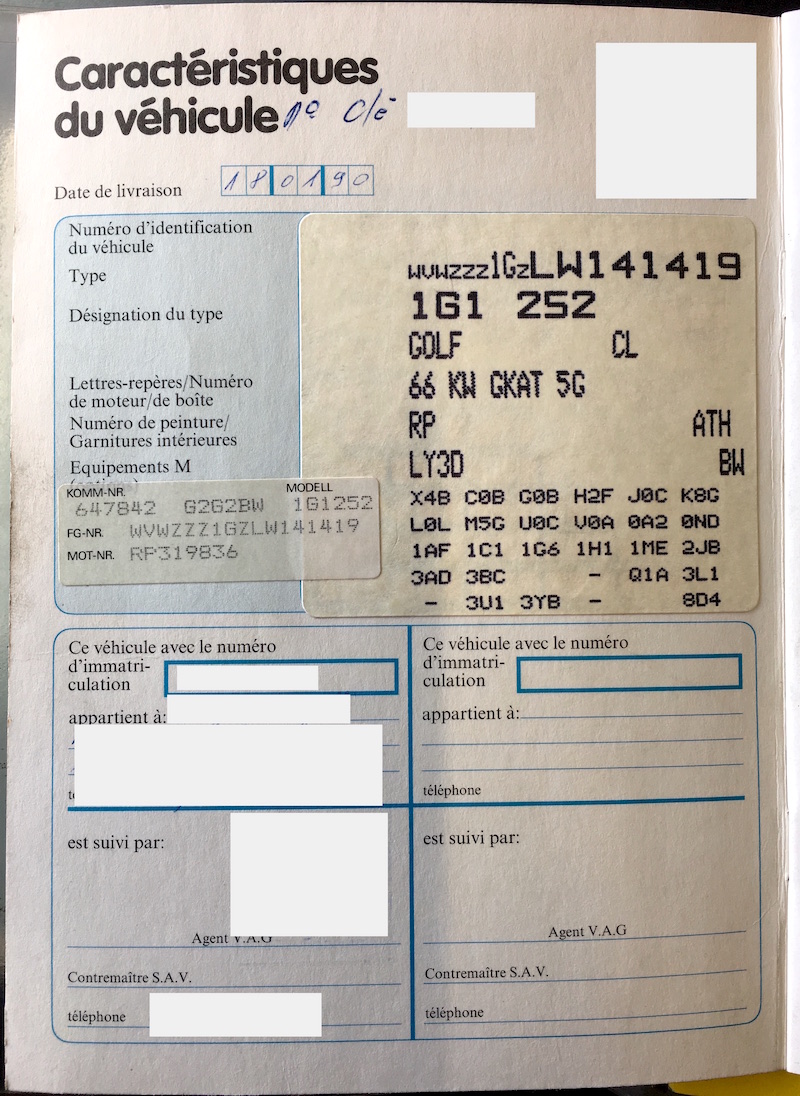 Caractéristiques
du véhicule nº Clé
Date de livraison 180190
Numéro d'identification
du véhicule
WVWZZZ1GZLW141419
Type
1G1 252
Désignation du type
GOLF CL
66 KW GKAT 5G
Lettres-repères/Numéro
de moteur/de boîte
RP ATH
Numéro de peinture/
Garnitures intérieures
LY3D BW
Equipements M
X4B C0B G0B H2F J0C K8G
L0L M5G U0C V0A 0A2 0ND
1AF 1C1 1G6 1H1 1ME 2JB
3AD 3BC - Q1A 3L1
- 3U1 3YB - 8D4
KOMM-NR. MODELL
647842 G2G2BW 1G1252
FG-NR. WVWZZZ1GZLW141419
MOT-NR. RP319836
Ce véhicule avec le numéro
d'immatri-
culation
appartient à:
est suivi par:
Agent V.A.G
Contremaître S.A.V.
téléphone
Ce véhicule avec le numéro
d'immatri-
culation
appartient à:
téléphone
est suivi par:
Agent V.A.G
Contremaître S.A.V.
téléphone